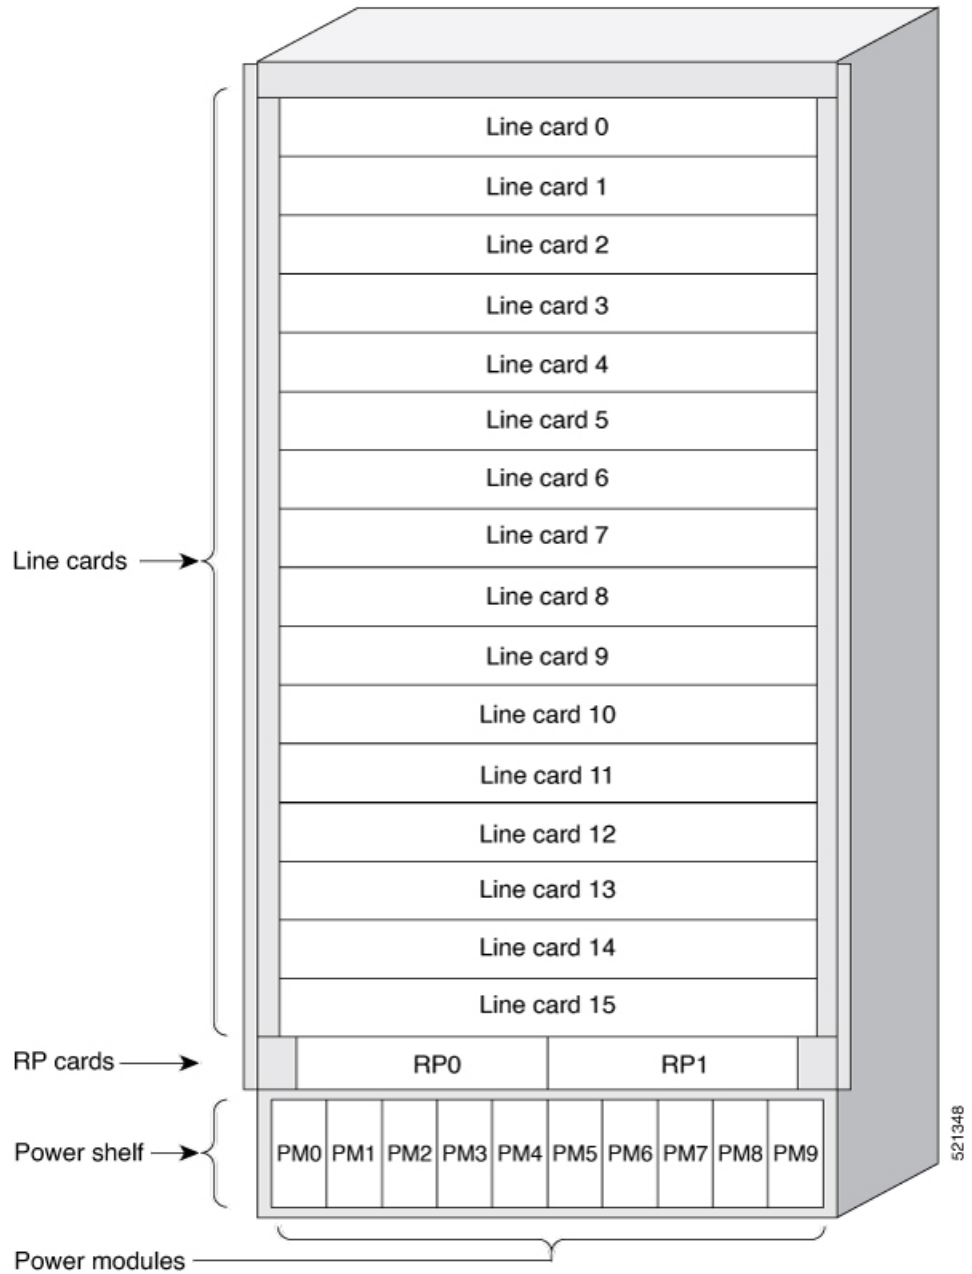 Line card 0
Line card 1
Line card 2
Line card 3
Line card 4
Line card 5
Line card 6
Line card 7
Line cards
Line card 8
Line card 9
Line card 10
Line card 11
Line card 12
Line card 13
Line card 14
Line card 15
RP cards
RP0 RP1
Power shelf
PM0 PM1 PM2 PM3 PM4 PM5 PM6 PM7 PM8 PM9
521348
Power modules